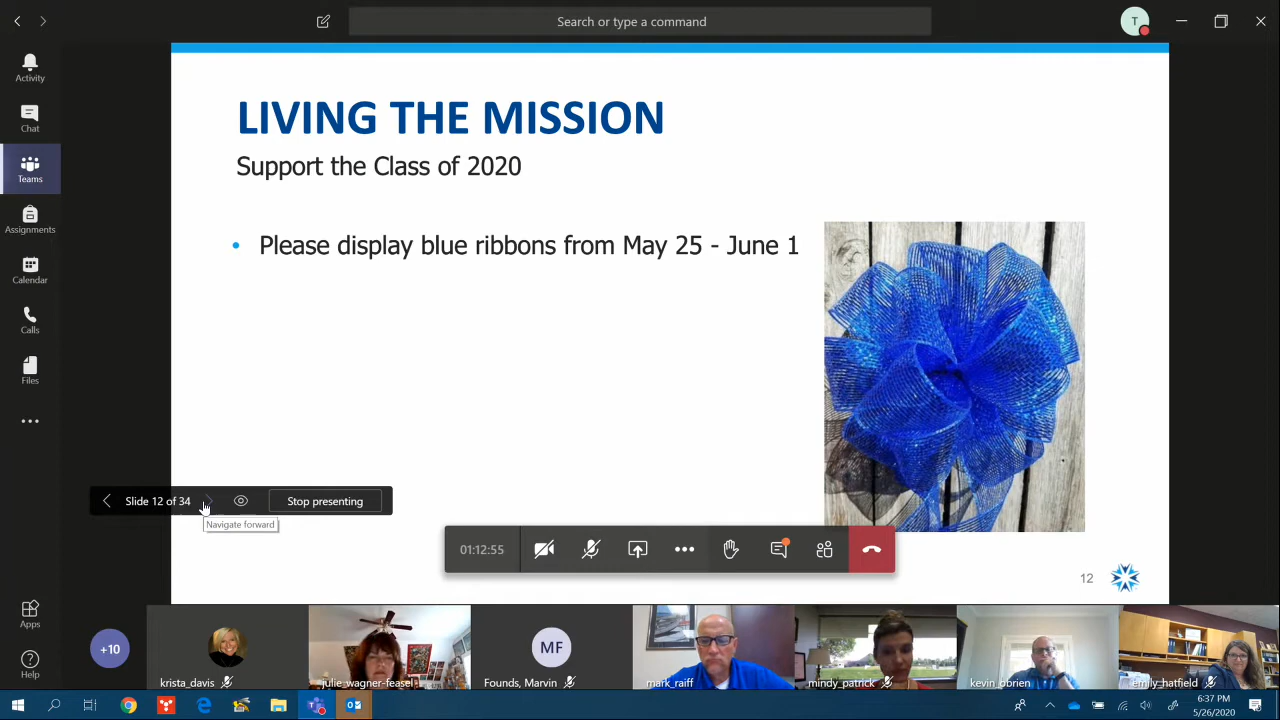 Search or type a command
T
Activity
Chat
Teams
Assignments
Calendar
Calls
Files
Apps
Help
LIVING THE MISSION
Support the Class of 2020
• Please display blue ribbons from May 25 - June 1
Slide 12 of 34
Stop presenting
Navigate forward
01:12:55
12
+10
MF
krista_davis
julie_wagner-feasel
Founds, Marvin
mark_raiff
mindy_patrick
kevin_obrien
emily_hatfield
6:37 PM
5/26/2020